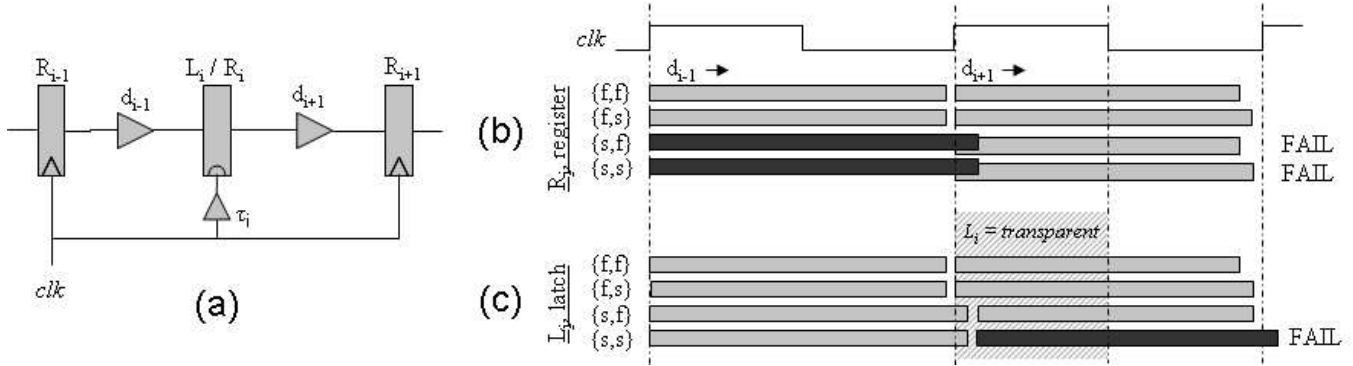 R_{i-1}
L_i / R_i
R_{i+1}
d_{i-1}
d_{i+1}
τ_i
clk
(a)
clk
d_{i-1} →
d_{i+1} →
(b)
R_i, register
{f,f}
{f,s}
{s,f} FAIL
{s,s} FAIL
L_i = transparent
(c)
L_i, latch
{f,f}
{f,s}
{s,f}
{s,s} FAIL